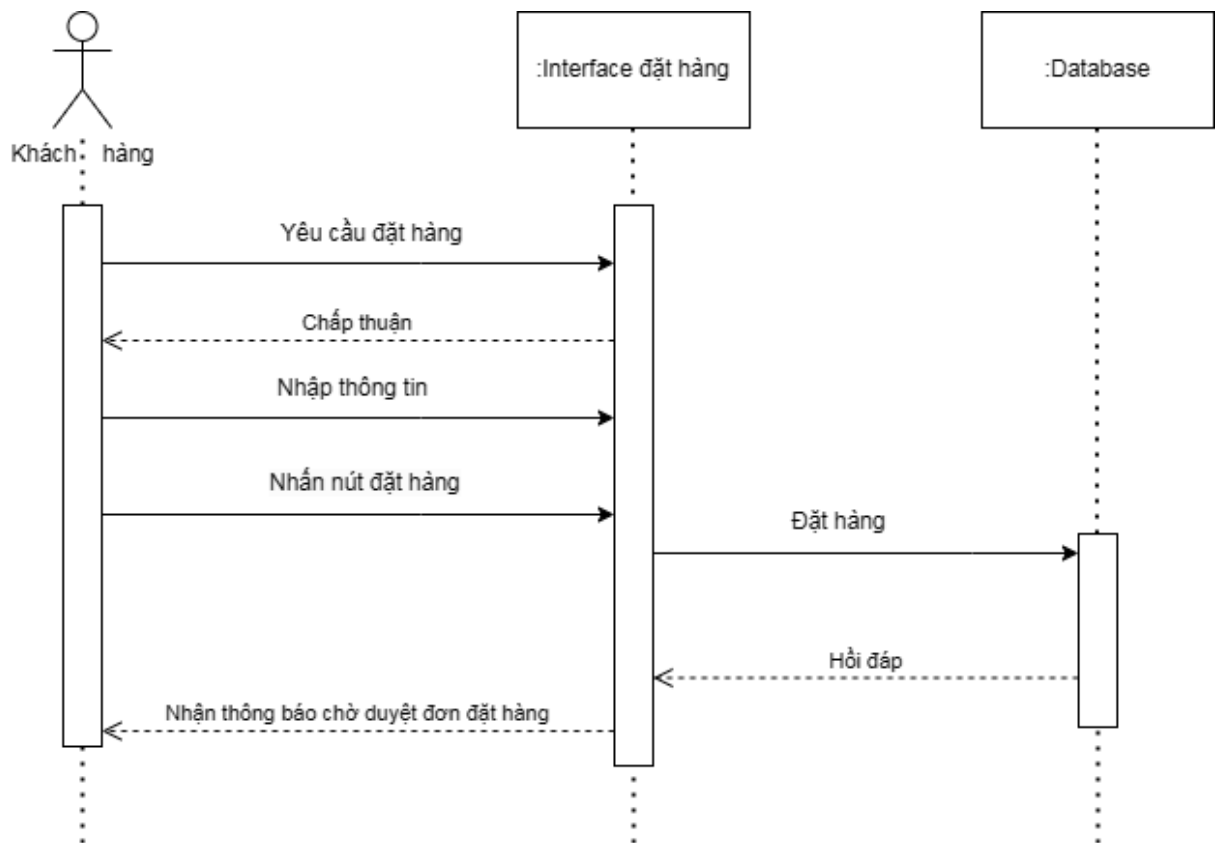 :Interface đặt hàng
:Database
Khách hàng
Yêu cầu đặt hàng
Chấp thuận
Nhập thông tin
Nhấn nút đặt hàng
Đặt hàng
Hồi đáp
Nhận thông báo chờ duyệt đơn đặt hàng